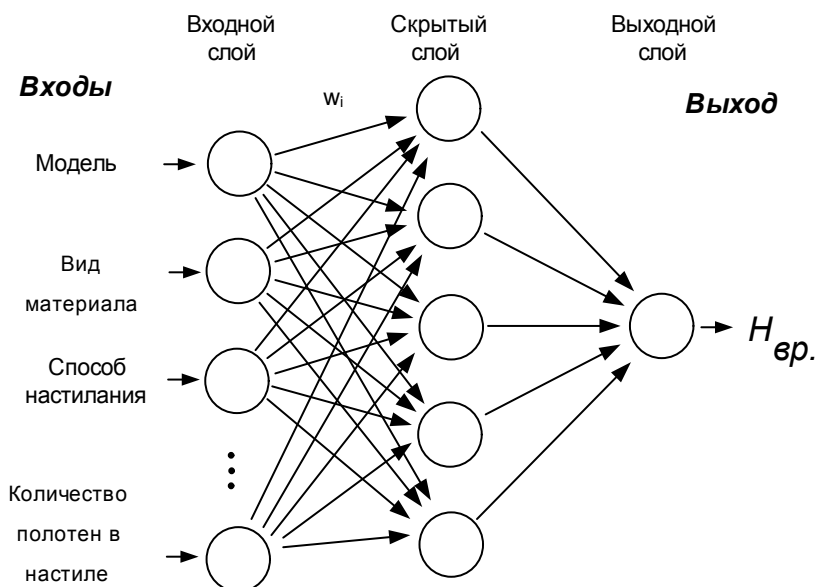 Входной
слой
Скрытый
слой
Выходной
слой
Входы
wi
Выход
Модель
Вид
материала
Способ
настилания
Hвр.
Количество
полотен в
настиле